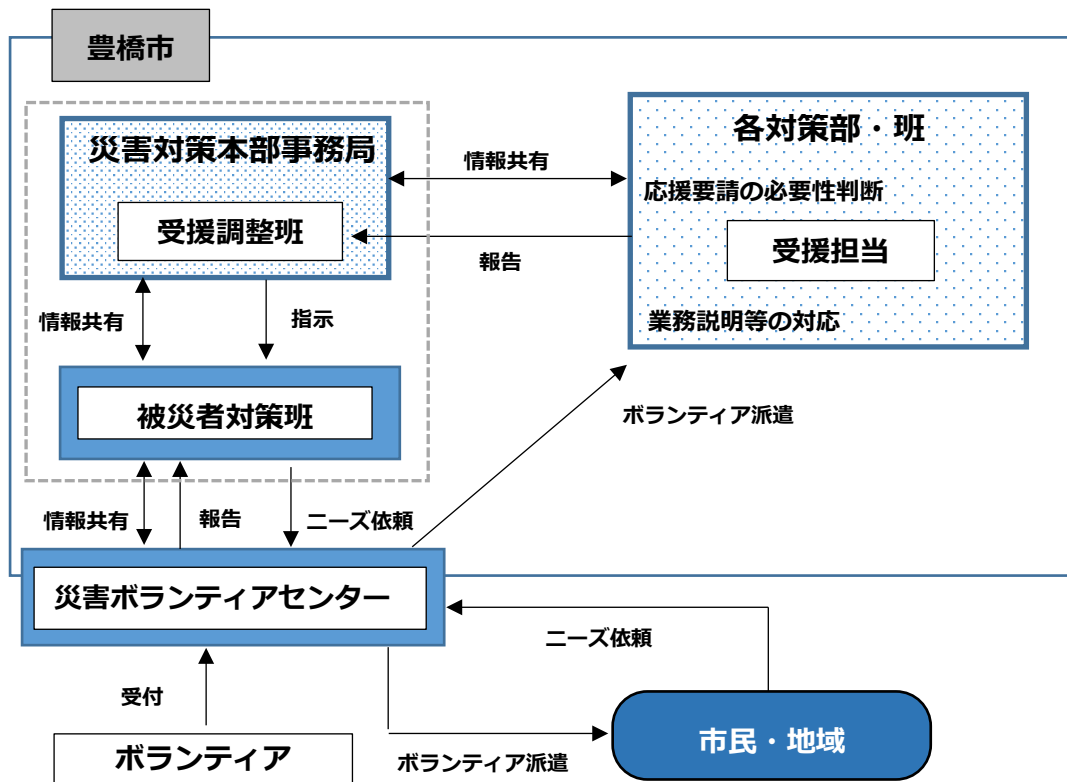 豊橋市
災害対策本部事務局
受援調整班
情報共有
報告
各対策部・班
応援要請の必要性判断
受援担当
業務説明等の対応
情報共有
指示
被災者対策班
ボランティア派遣
情報共有
報告
ニーズ依頼
災害ボランティアセンター
ニーズ依頼
受付
ボランティア
ボランティア派遣
市民・地域